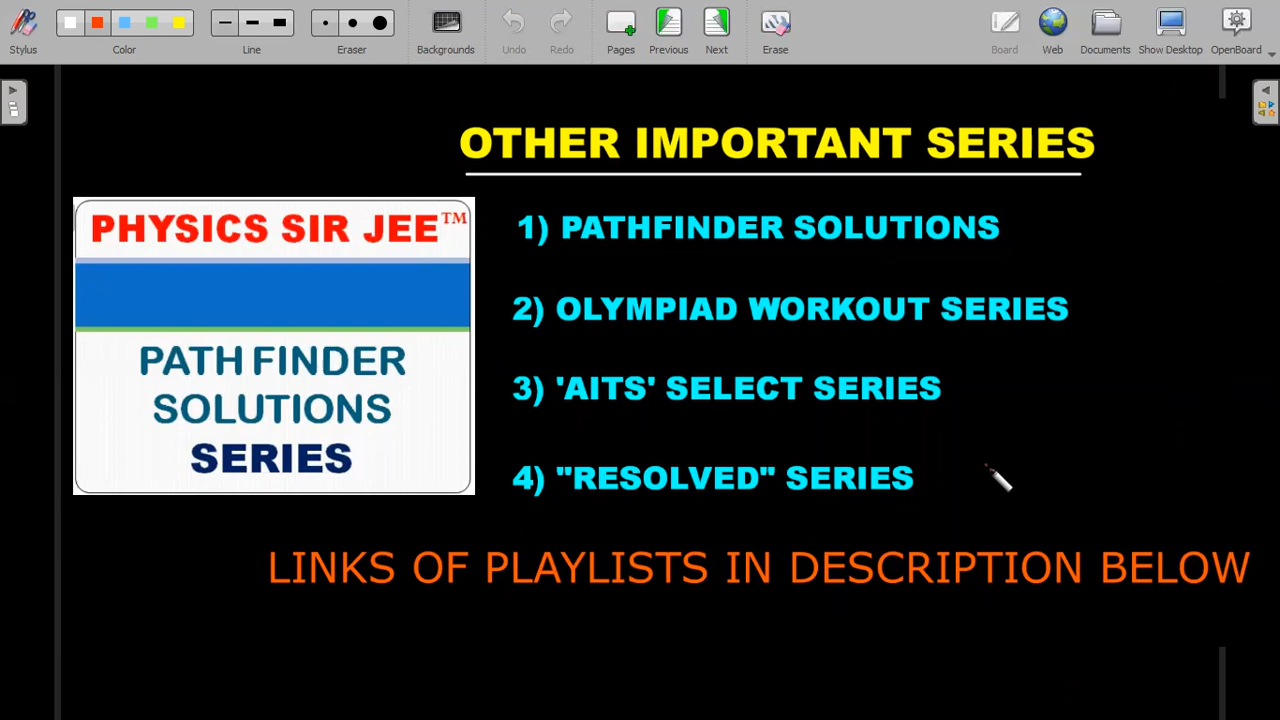 Stylus
Color
Line
Eraser
Backgrounds
Undo
Redo
Pages
Previous
Next
Erase
Board
Web
Documents
Show Desktop
OpenBoard
OTHER IMPORTANT SERIES
PHYSICS SIR JEE™
PATH FINDER
SOLUTIONS
SERIES
1) PATHFINDER SOLUTIONS
2) OLYMPIAD WORKOUT SERIES
3) 'AITS' SELECT SERIES
4) "RESOLVED" SERIES
LINKS OF PLAYLISTS IN DESCRIPTION BELOW